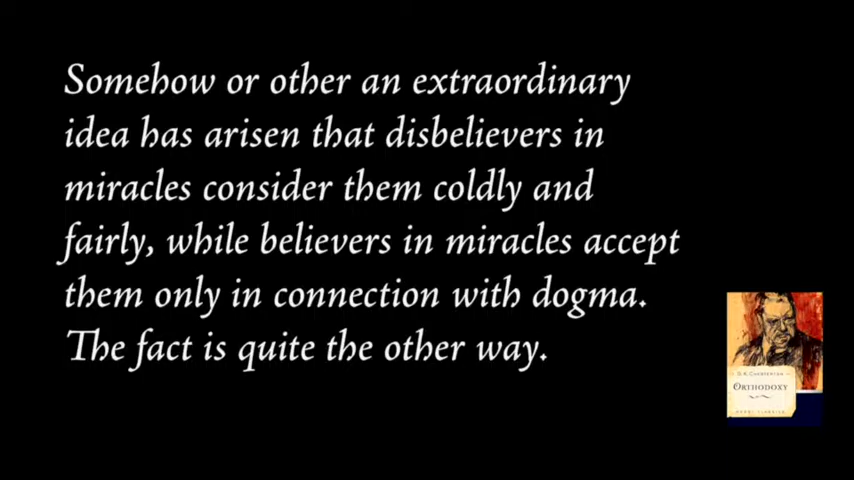 Somehow or other an extraordinary
idea has arisen that disbelievers in
miracles consider them coldly and
fairly, while believers in miracles accept
them only in connection with dogma.
The fact is quite the other way.
G. K. CHESTERTON
ORTHODOXY